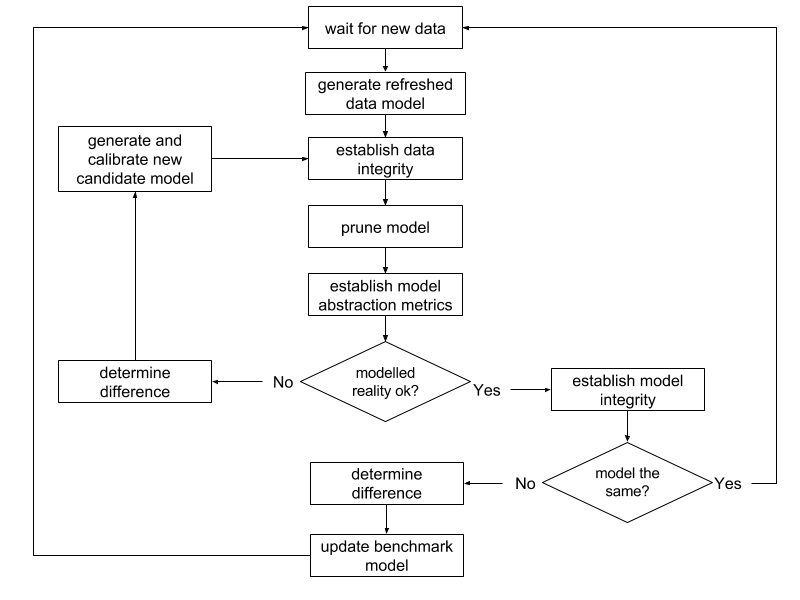 wait for new data
generate refreshed
data model
generate and
calibrate new
candidate model
establish data
integrity
prune model
establish model
abstraction metrics
determine
difference
No
modelled
reality ok?
Yes
establish model
integrity
determine
difference
No
model the
same?
Yes
update benchmark
model